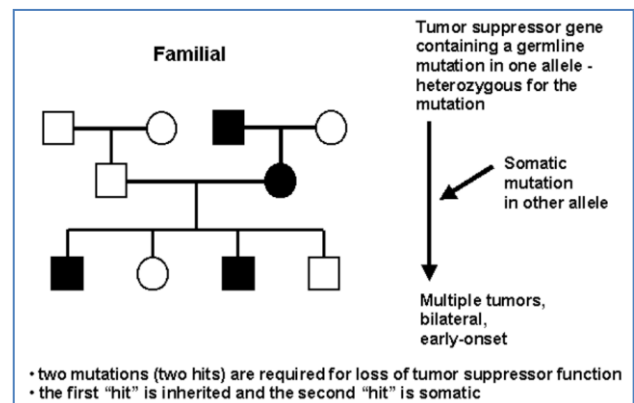 Familial
Tumor suppressor gene
containing a germline
mutation in one allele -
heterozygous for the
mutation
Somatic
mutation
in other allele
Multiple tumors,
bilateral,
early-onset
• two mutations (two hits) are required for loss of tumor suppressor function
• the first “hit” is inherited and the second “hit” is somatic